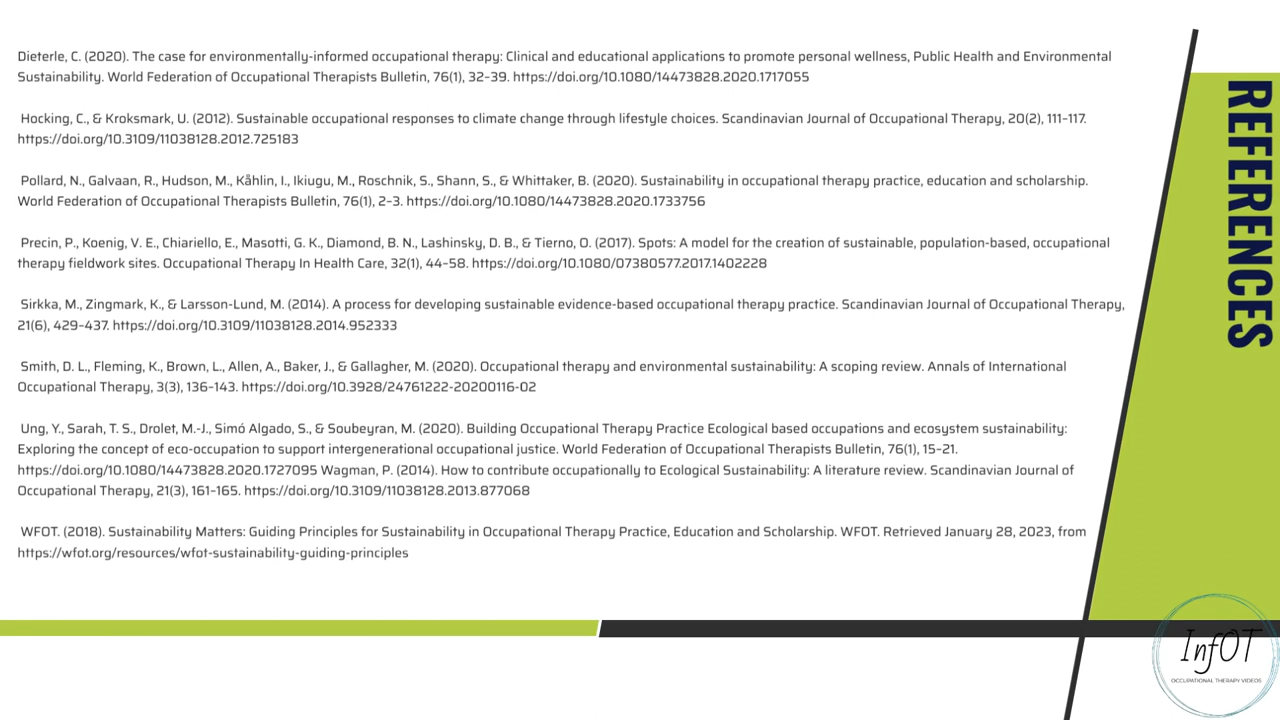 Dieterle, C. (2020). The case for environmentally-informed occupational therapy: Clinical and educational applications to promote personal wellness, Public Health and Environmental
Sustainability. World Federation of Occupational Therapists Bulletin, 76(1), 32–39. https://doi.org/10.1080/14473828.2020.1717055
Hocking, C., & Kroksmark, U. (2012). Sustainable occupational responses to climate change through lifestyle choices. Scandinavian Journal of Occupational Therapy, 20(2), 111–117.
https://doi.org/10.3109/11038128.2012.725183
Pollard, N., Galvaan, R., Hudson, M., Kåhlin, I., Ikiugu, M., Roschnik, S., Shann, S., & Whittaker, B. (2020). Sustainability in occupational therapy practice, education and scholarship.
World Federation of Occupational Therapists Bulletin, 76(1), 2–3. https://doi.org/10.1080/14473828.2020.1733756
Precin, P., Koenig, V. E., Chiariello, E., Masotti, G. K., Diamond, B. N., Lashinsky, D. B., & Tierno, O. (2017). Spots: A model for the creation of sustainable, population-based, occupational
therapy fieldwork sites. Occupational Therapy In Health Care, 32(1), 44–58. https://doi.org/10.1080/07380577.2017.1402228
Sirkka, M., Zingmark, K., & Larsson-Lund, M. (2014). A process for developing sustainable evidence-based occupational therapy practice. Scandinavian Journal of Occupational Therapy,
21(6), 429–437. https://doi.org/10.3109/11038128.2014.952333
Smith, D. L., Fleming, K., Brown, L., Allen, A., Baker, J., & Gallagher, M. (2020). Occupational therapy and environmental sustainability: A scoping review. Annals of International
Occupational Therapy, 3(3), 136–143. https://doi.org/10.3928/24761222-20200116-02
Ung, Y., Sarah, T. S., Drolet, M.-J., Simó Algado, S., & Soubeyran, M. (2020). Building Occupational Therapy Practice Ecological based occupations and ecosystem sustainability:
Exploring the concept of eco-occupation to support intergenerational occupational justice. World Federation of Occupational Therapists Bulletin, 76(1), 15–21.
https://doi.org/10.1080/14473828.2020.1727095 Wagman, P. (2014). How to contribute occupationally to Ecological Sustainability: A literature review. Scandinavian Journal of
Occupational Therapy, 21(3), 161–165. https://doi.org/10.3109/11038128.2013.877068
WFOT. (2018). Sustainability Matters: Guiding Principles for Sustainability in Occupational Therapy Practice, Education and Scholarship. WFOT. Retrieved January 28, 2023, from
https://wfot.org/resources/wfot-sustainability-guiding-principles
REFERENCES
InfOT
OCCUPATIONAL THERAPY VIDEOS